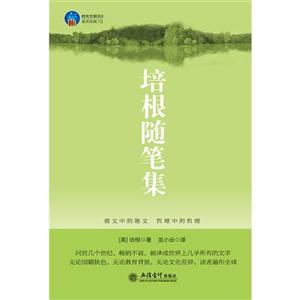 培根随笔集
散文中的散文 哲理中的哲理
[英] 培根◎著 龙小云◎译
问世几个世纪，畅销不衰，被译成世界上几乎所有的文字
无论国籍肤色，无论教育背景，无论文化差异，读者遍布全球
立信会计出版社